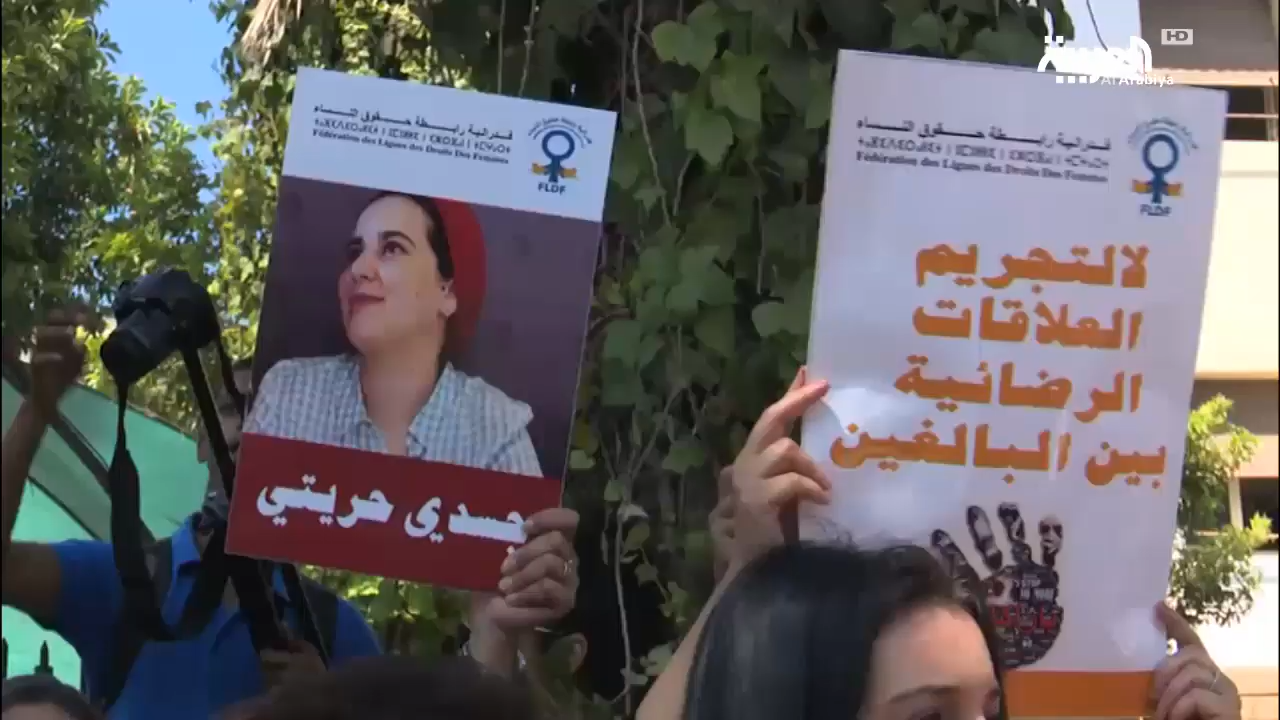 العربية
Al Arabiya
HD
فدرالية رابطة حقوق النساء
Fédération des Ligues des Droits Des Femmes
FLDF
جسدي حريتي
فدرالية رابطة حقوق النساء
Fédération des Ligues des Droits Des Femmes
FLDF
لالتجريم
العلاقات
الرضائية
بين البالغين